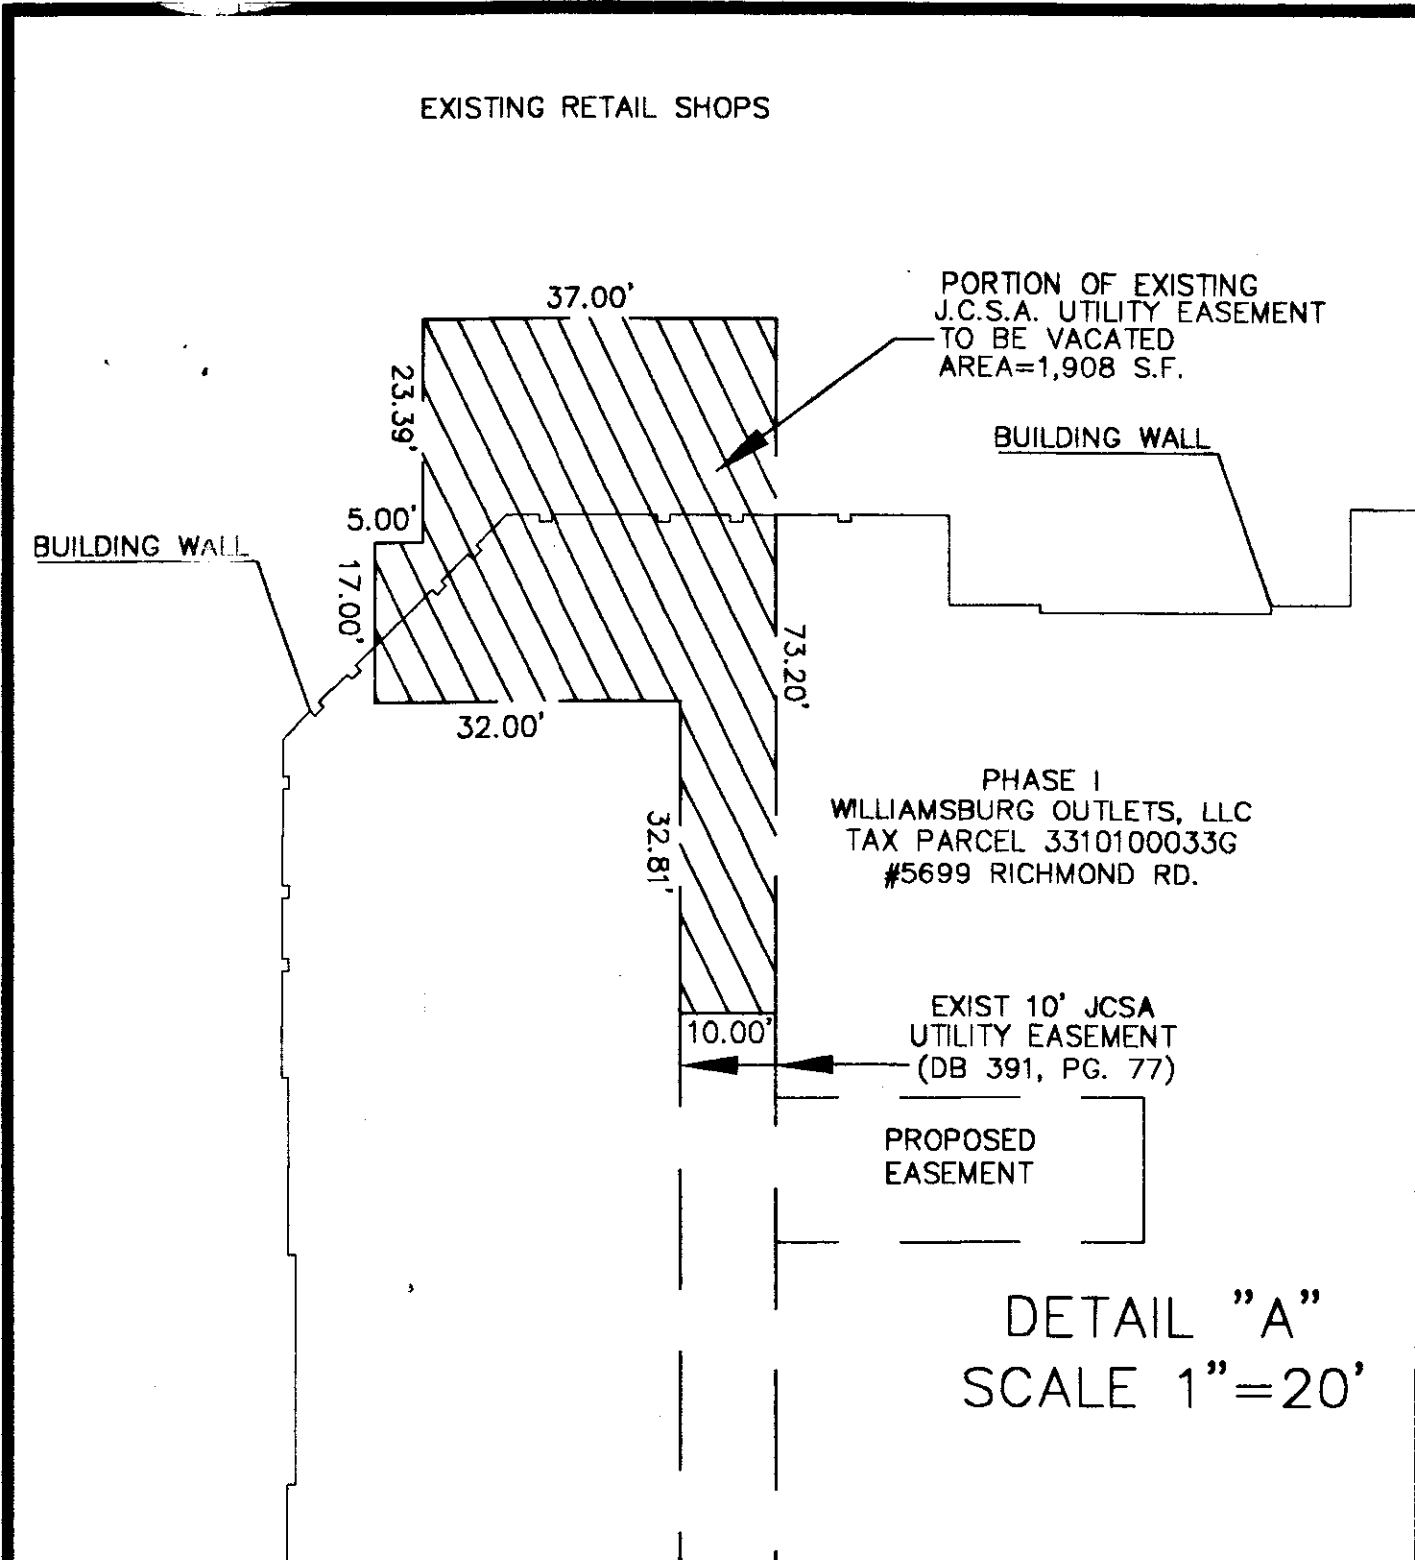 EXISTING RETAIL SHOPS
37.00'
PORTION OF EXISTING
J.C.S.A. UTILITY EASEMENT
TO BE VACATED
AREA=1,908 S.F.
23.39'
BUILDING WALL
5.00'
BUILDING WALL
17.00'
73.20'
32.00'
PHASE I
WILLIAMSBURG OUTLETS, LLC
TAX PARCEL 3310100033G
#5699 RICHMOND RD.
32.81'
10.00'
EXIST 10' JCSA
UTILITY EASEMENT
(DB 391, PG. 77)
PROPOSED
EASEMENT
DETAIL "A"
SCALE 1"=20'